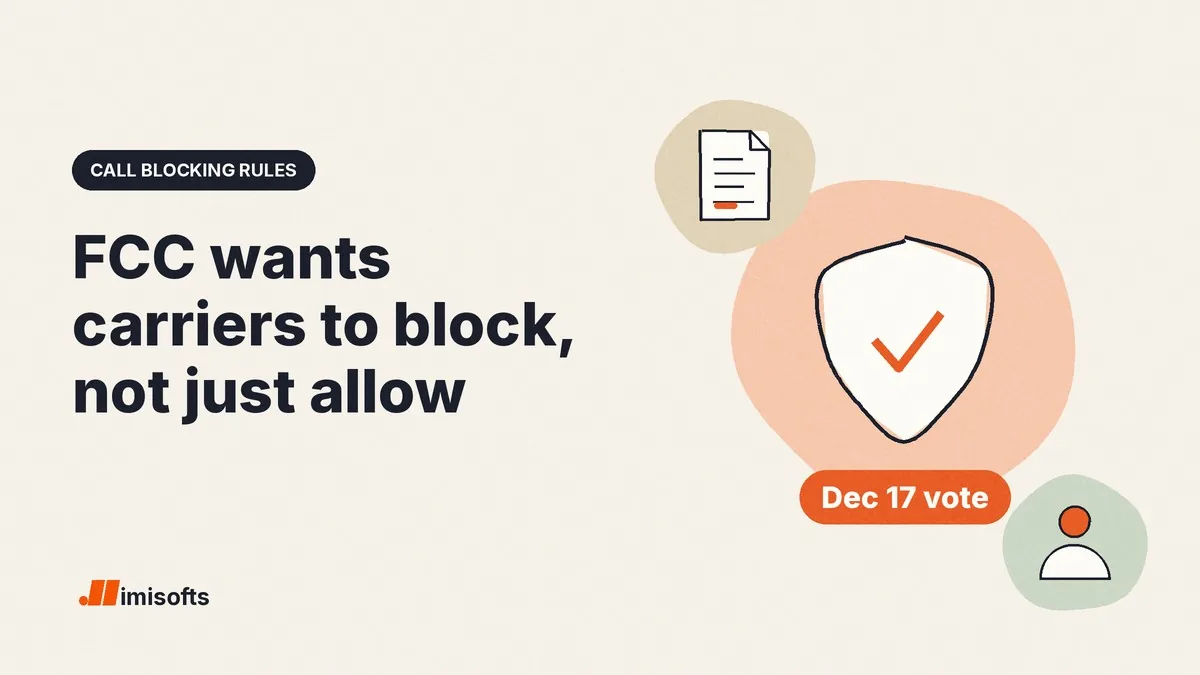 CALL BLOCKING RULES
FCC wants
carriers to block,
not just allow
Dec 17 vote
imisofts